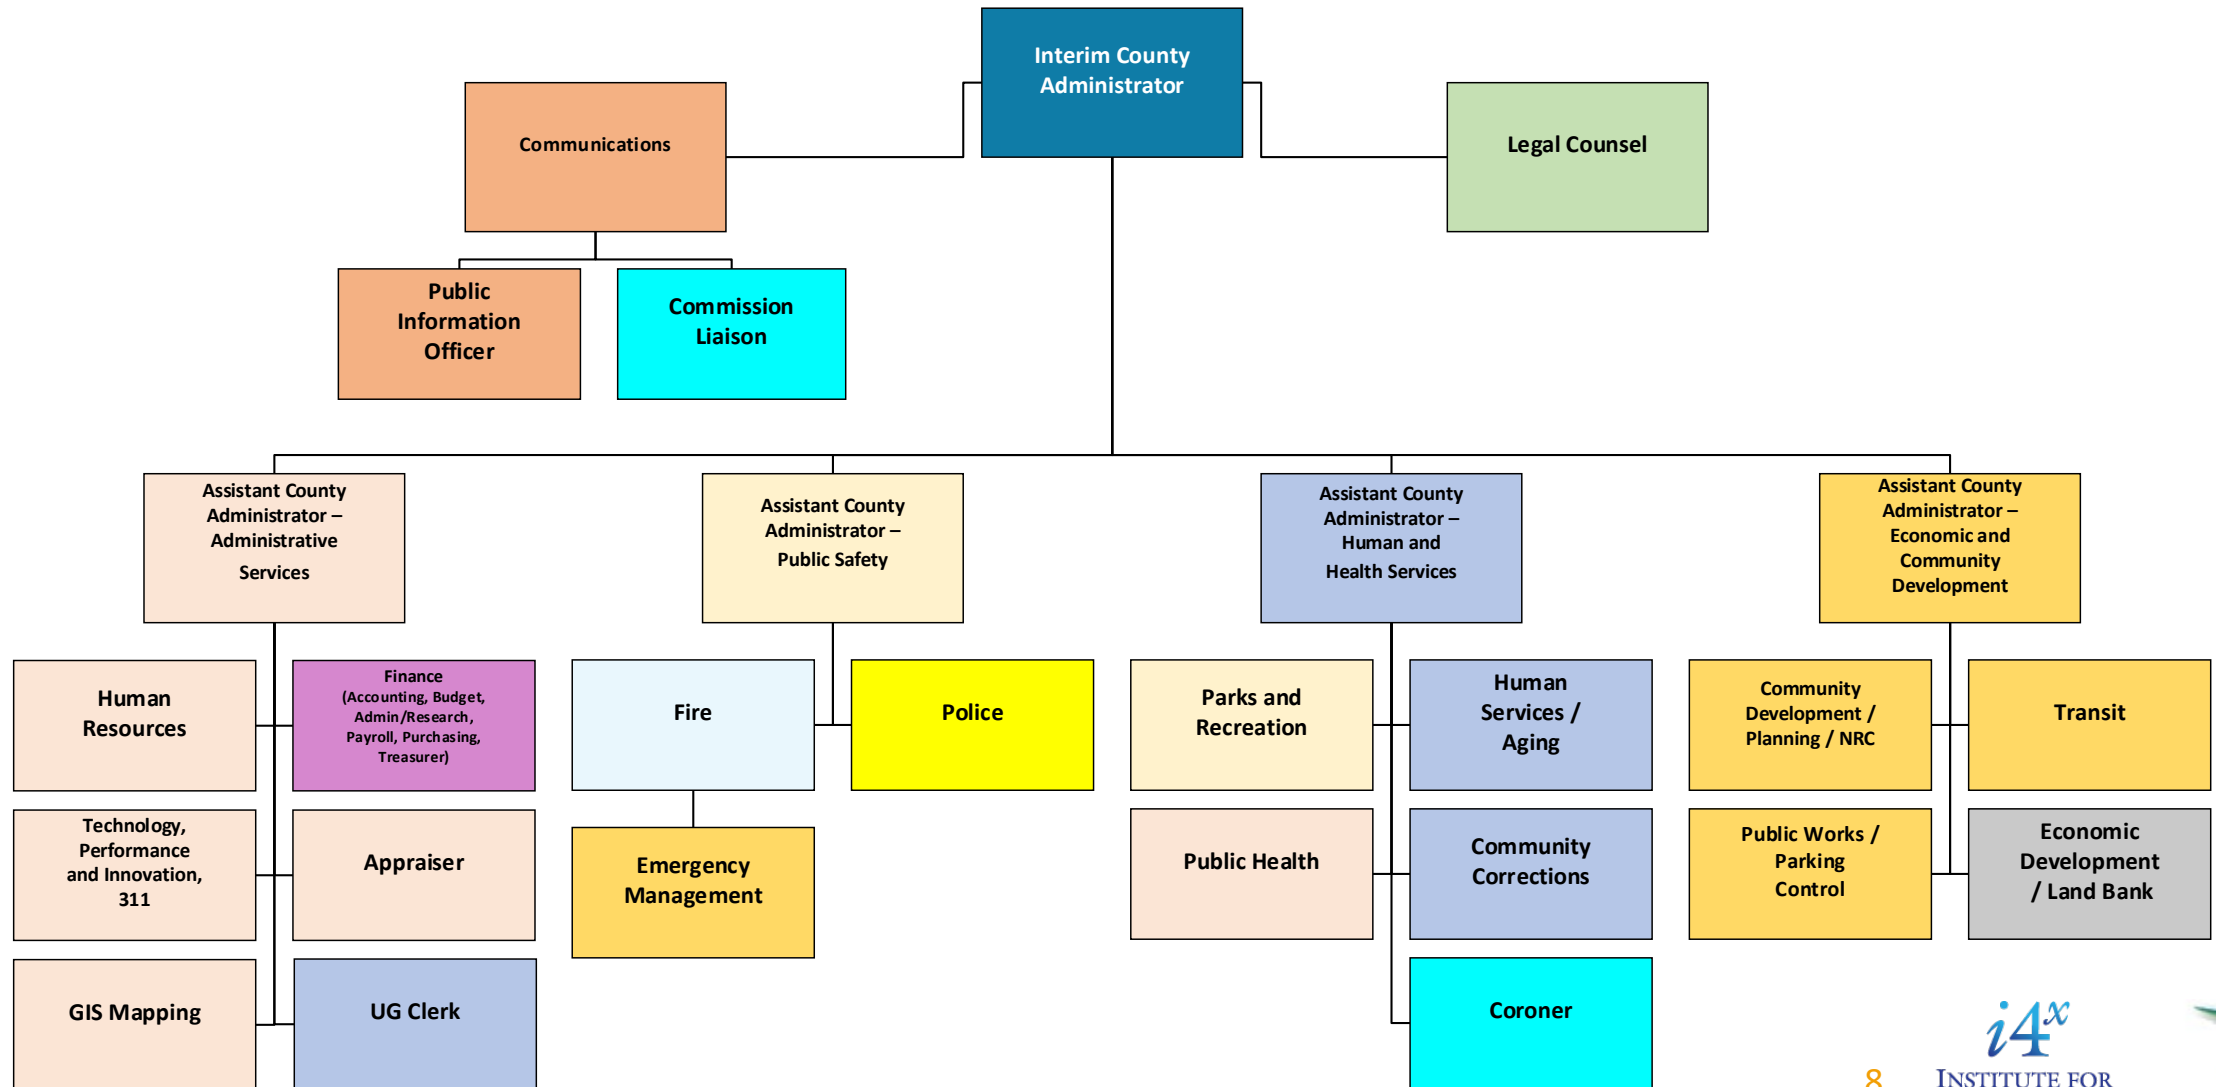 Interim County
Administrator
Communications
Legal Counsel
Public
Information
Officer
Commission
Liaison
Assistant County
Administrator –
Administrative
Services
Assistant County
Administrator –
Public Safety
Assistant County
Administrator –
Human and
Health Services
Assistant County
Administrator –
Economic and
Community
Development
Human
Resources
Finance
(Accounting, Budget,
Admin/Research,
Payroll, Purchasing,
Treasurer)
Fire
Police
Parks and
Recreation
Human
Services /
Aging
Community
Development /
Planning / NRC
Transit
Technology,
Performance
and Innovation,
311
Appraiser
Emergency
Management
Public Health
Community
Corrections
Public Works /
Parking
Control
Economic
Development
/ Land Bank
GIS Mapping
UG Clerk
Coroner
i4x
8
INSTITUTE FOR